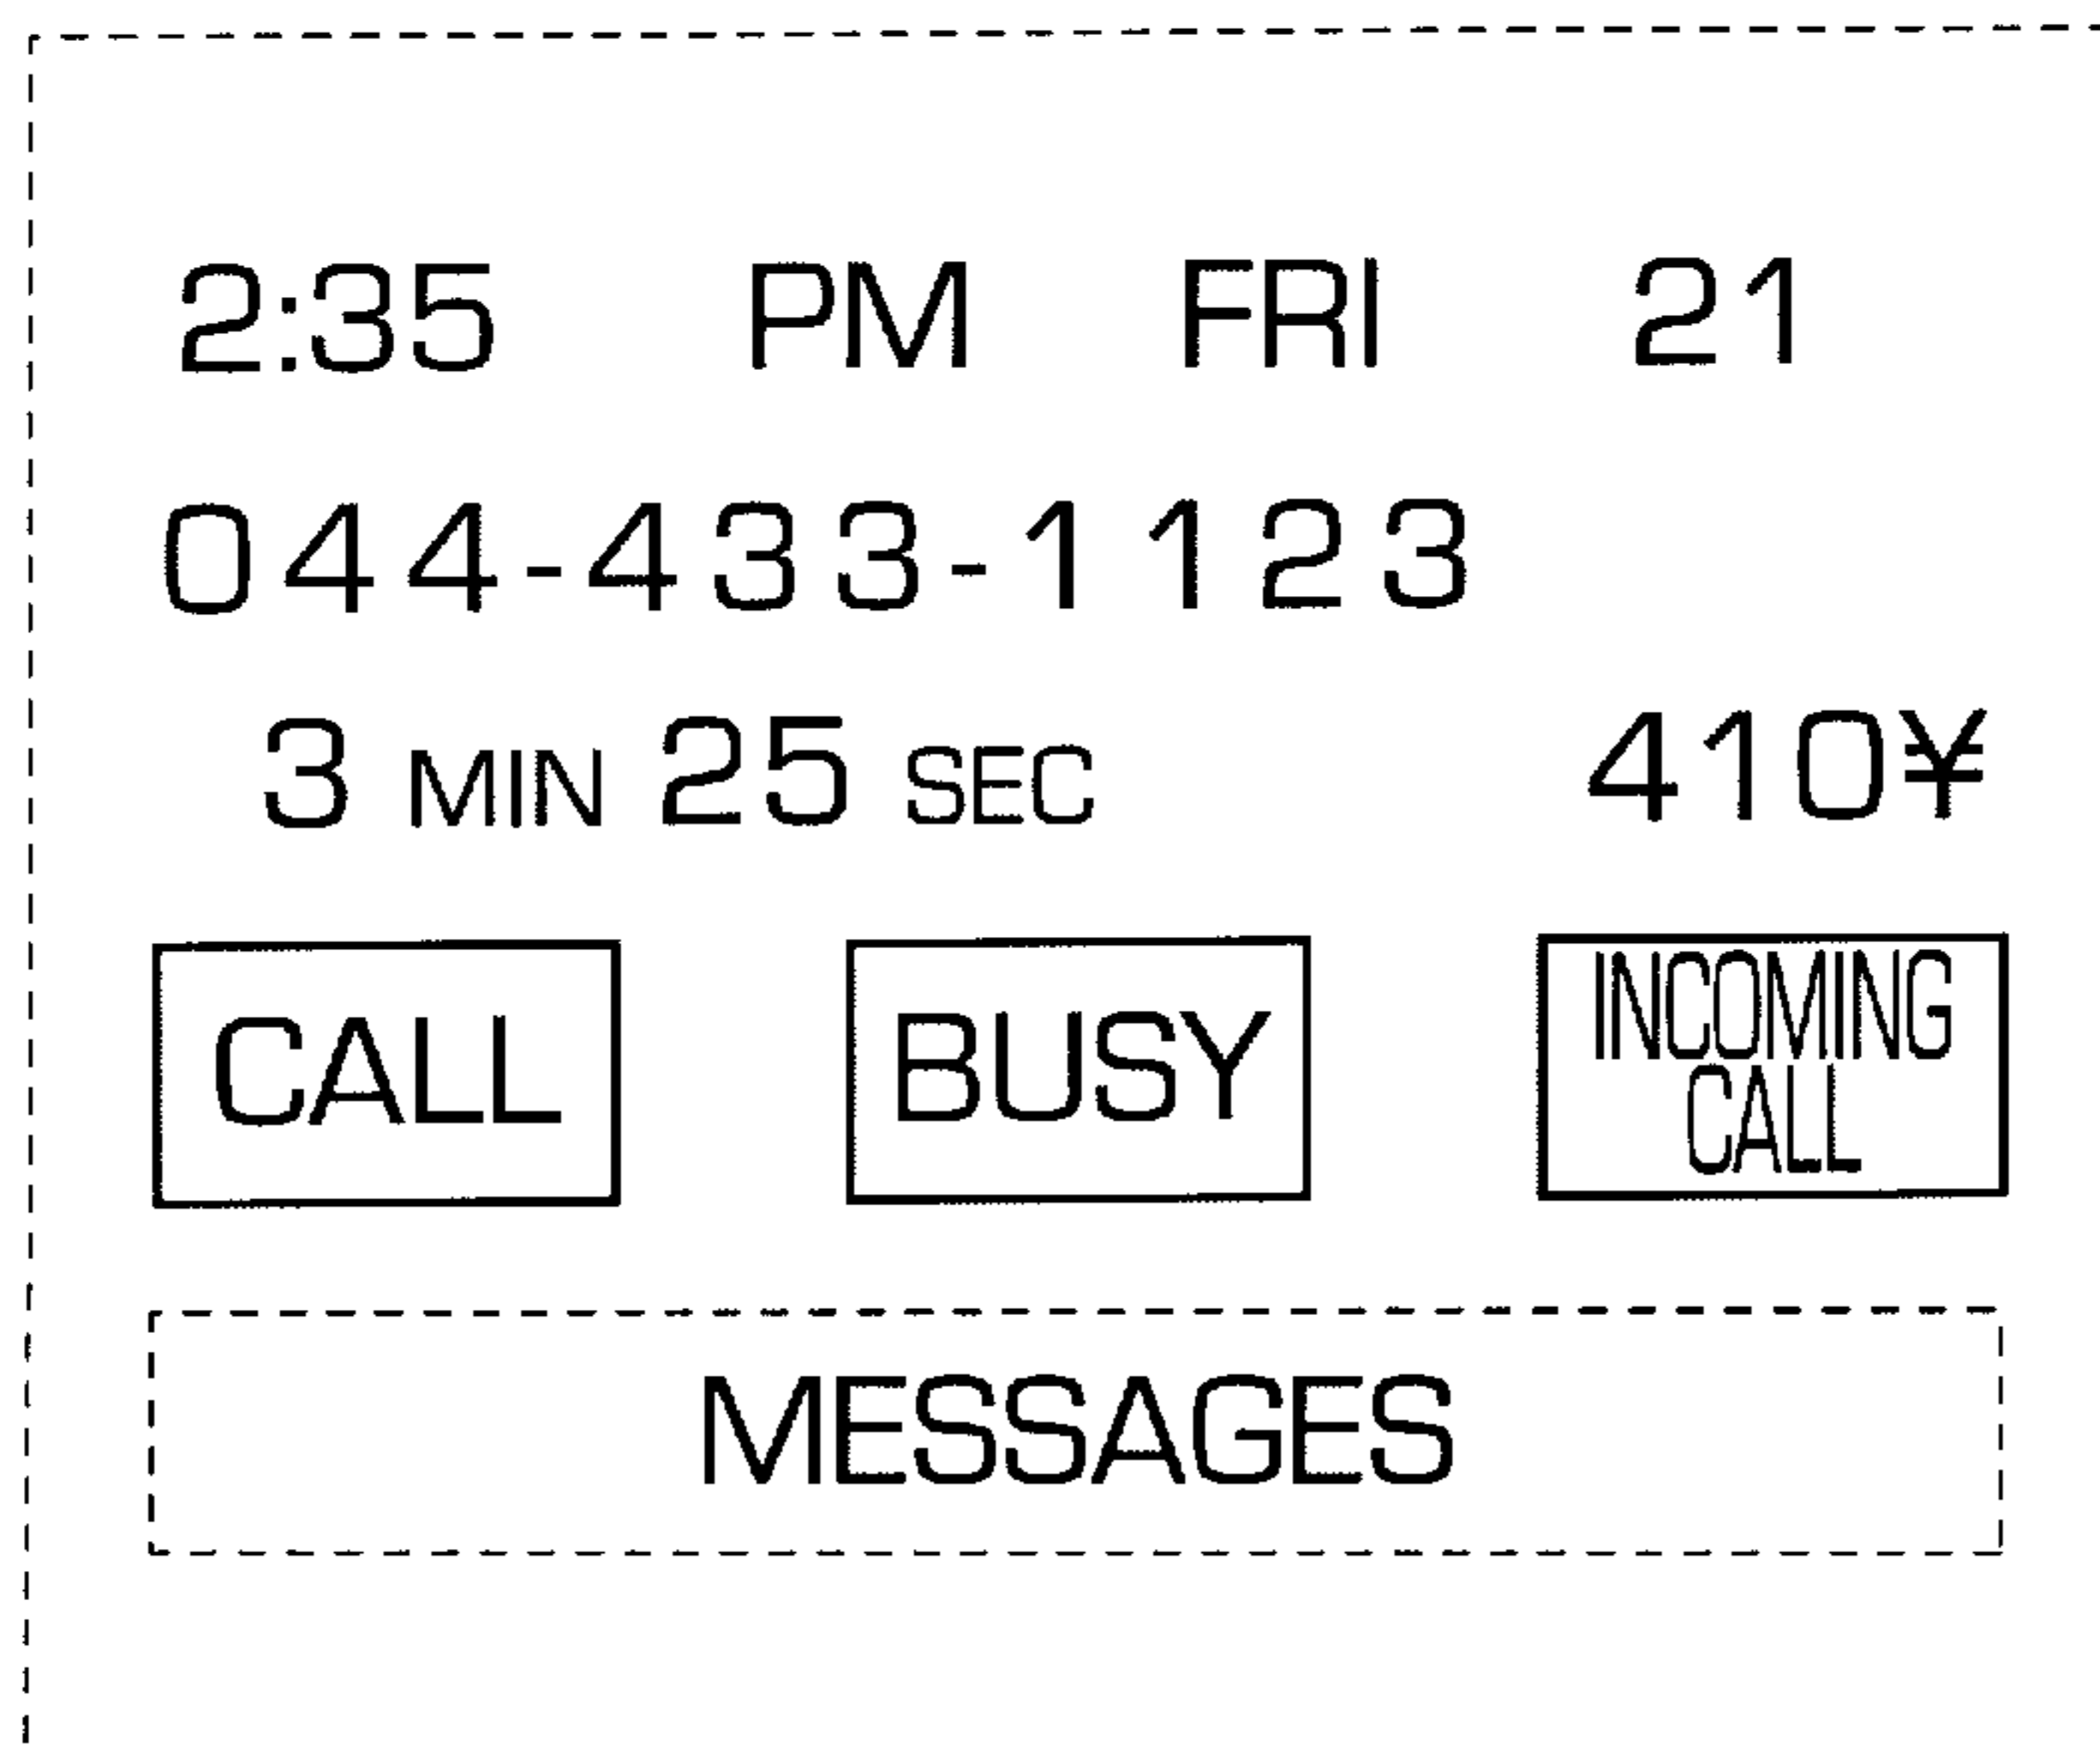 2:35 PM FRI 21
044-433-1123
3 MIN 25 SEC 410¥
CALL BUSY INCOMING
CALL
MESSAGES